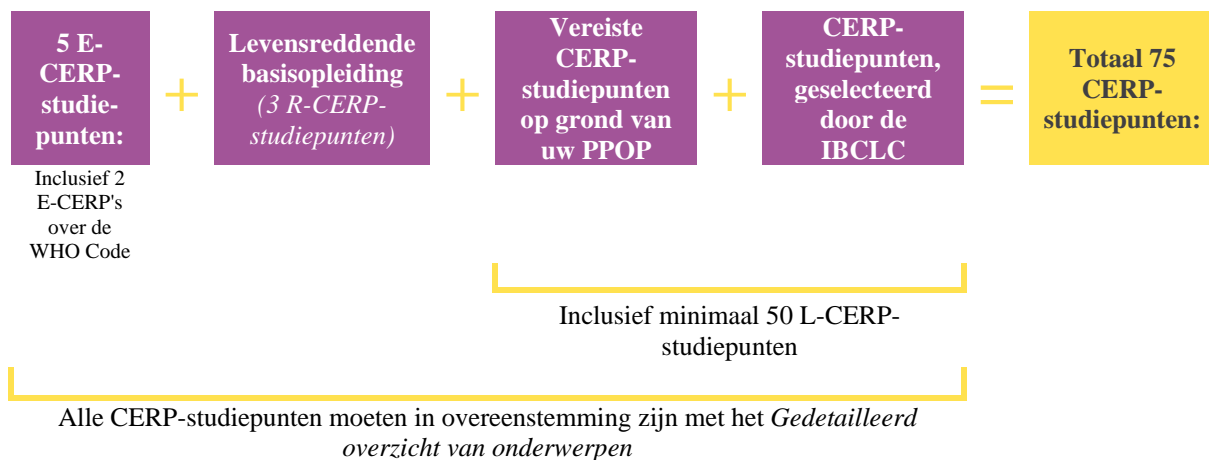 5 E-
CERP-
studie-
punten:
Inclusief 2
E-CERP's
over de
WHO Code
+
Levensreddende
basisopleiding
(3 R-CERP-
studiepunten)
+
Vereiste
CERP-
studiepunten
op grond van
uw PPOP
+
CERP-
studiepunten,
geselecteerd
door de
IBCLC
=
Totaal 75
CERP-
studiepunten:
Inclusief minimaal 50 L-CERP-
studiepunten
Alle CERP-studiepunten moeten in overeenstemming zijn met het Gedetailleerd
overzicht van onderwerpen